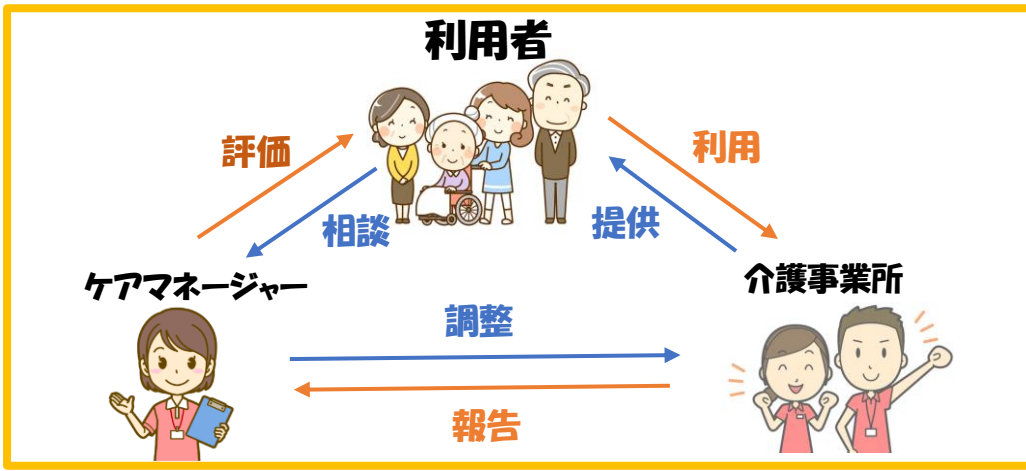 利用者
評価
利用
相談
提供
ケアマネージャー
介護事業所
調整
報告